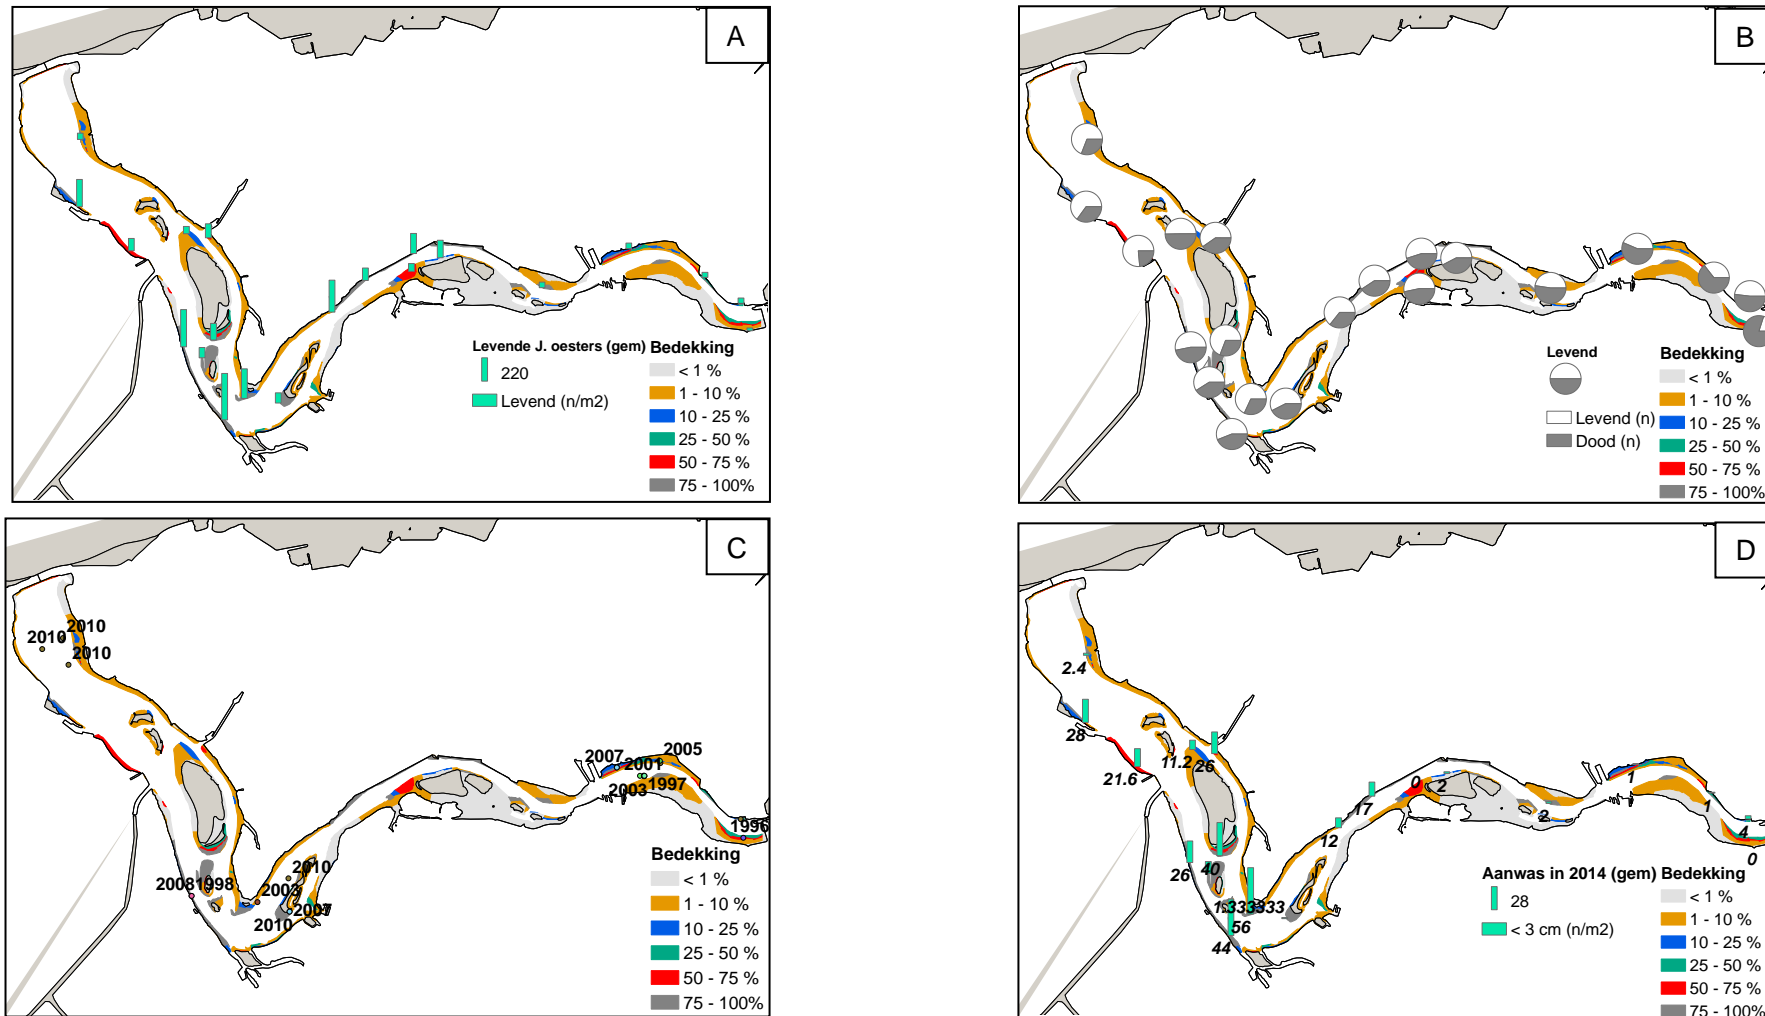 A
Levende J. oesters (gem)
220
Levend (n/m2)
Bedekking
< 1 %
1 - 10 %
10 - 25 %
25 - 50 %
50 - 75 %
75 - 100%
B
Levend
Levend (n)
Dood (n)
Bedekking
< 1 %
1 - 10 %
10 - 25 %
25 - 50 %
50 - 75 %
75 - 100%
C
2010
2010
2010
2007
2005
2001
2003
1997
1996
2008
1998
2010
2003
2010
Bedekking
< 1 %
1 - 10 %
10 - 25 %
25 - 50 %
50 - 75 %
75 - 100%
D
2.4
28
21.6
11.2
26
17
0
2
12
2
1
1
4
0
26
40
56
44
Aanwas in 2014 (gem)
28
< 3 cm (n/m2)
Bedekking
< 1 %
1 - 10 %
10 - 25 %
25 - 50 %
50 - 75 %
75 - 100%